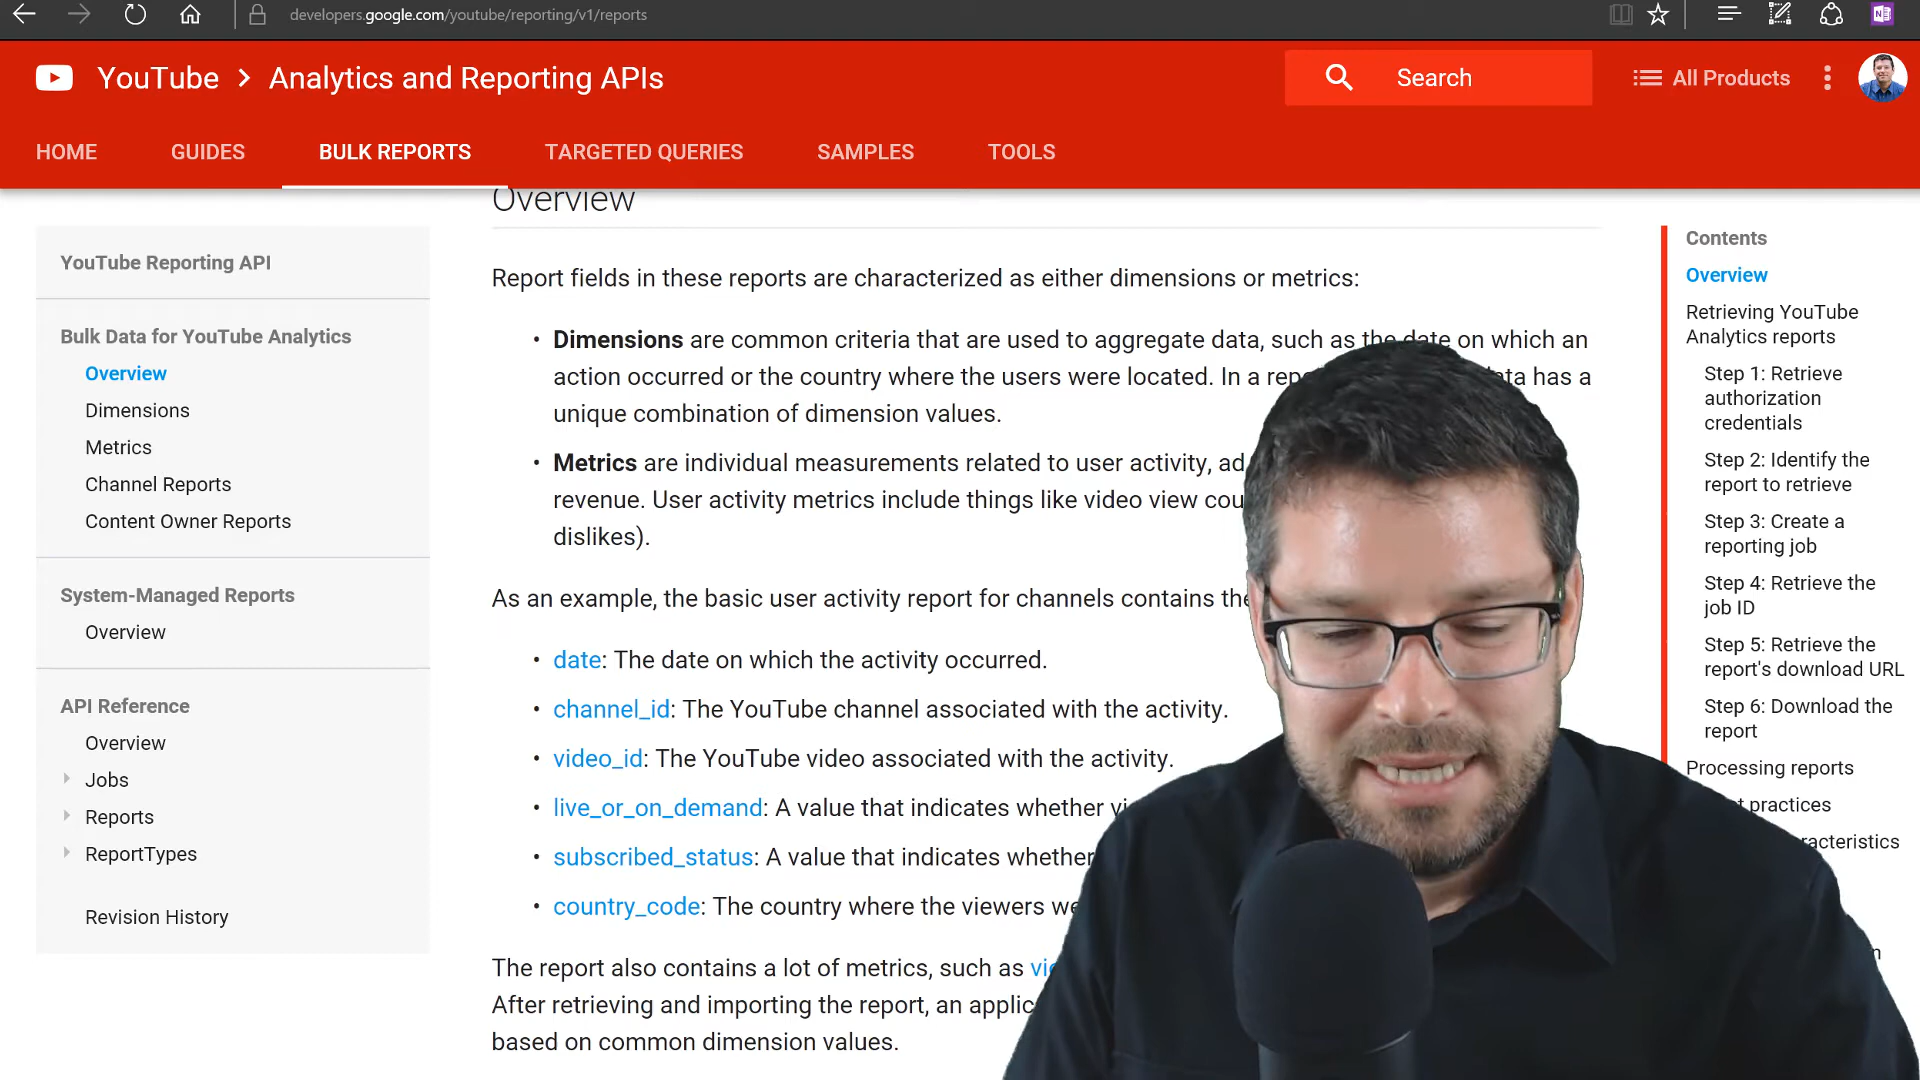 developers.google.com/youtube/reporting/v1/reports
YouTube > Analytics and Reporting APIs
Search
All Products
HOME
GUIDES
BULK REPORTS
TARGETED QUERIES
SAMPLES
TOOLS
YouTube Reporting API
Bulk Data for YouTube Analytics
Overview
Dimensions
Metrics
Channel Reports
Content Owner Reports
System-Managed Reports
Overview
API Reference
Overview
Jobs
Reports
ReportTypes
Revision History
Overview
Report fields in these reports are characterized as either dimensions or metrics:
• Dimensions are common criteria that are used to aggregate data, such as the date on which an
action occurred or the country where the users were located. In a has a
unique combination of dimension values.
• Metrics are individual measurements related to user activity, ad
revenue. User activity metrics include things like video view
dislikes).
As an example, the basic user activity report for channels contains
• date: The date on which the activity occurred.
• channel_id: The YouTube channel associated with the activity.
• video_id: The YouTube video associated with the activity.
• live_or_on_demand: A value that indicates whether
• subscribed_status: A value that indicates whether
• country_code: The country where the viewers
The report also contains a lot of metrics, such as
After retrieving and importing the report, an
based on common dimension values.
Contents
Overview
Retrieving YouTube
Analytics reports
Step 1: Retrieve
authorization
credentials
Step 2: Identify the
report to retrieve
Step 3: Create a
reporting job
Step 4: Retrieve the
job ID
Step 5: Retrieve the
report's download URL
Step 6: Download the
report
Processing reports
practices